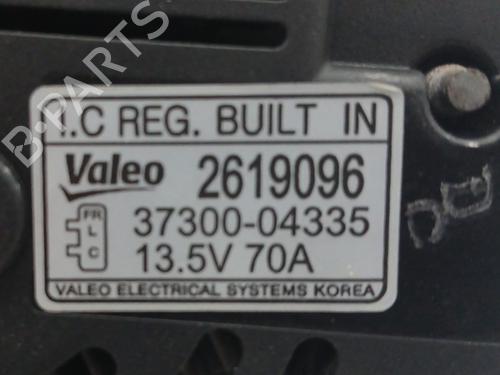 B-PARTS
I.C REG. BUILT IN
Valeo 2619096
FR
L
C
37300-04335
13.5V 70A
VALEO ELECTRICAL SYSTEMS KOREA